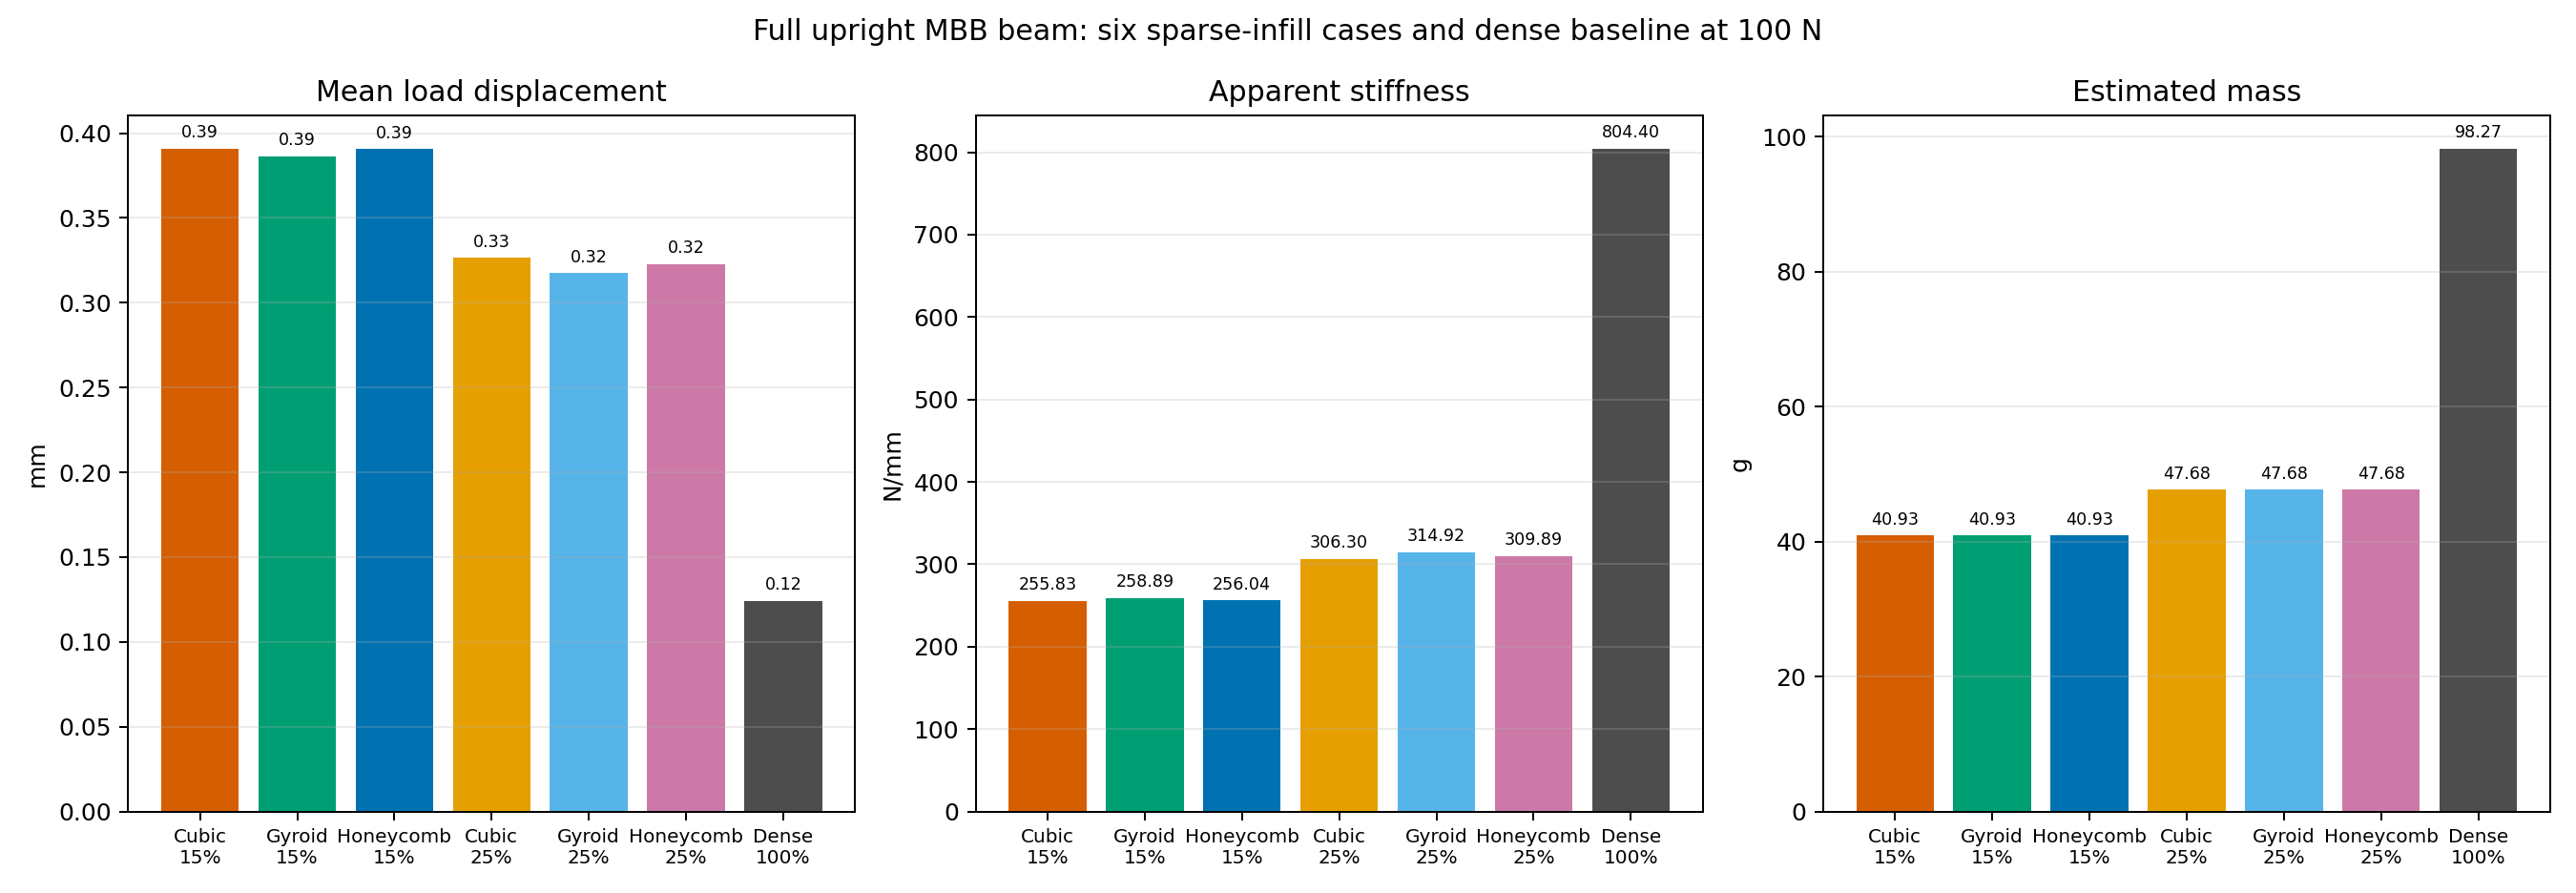 Full upright MBB beam: six sparse-infill cases and dense baseline at 100 N
Mean load displacement
mm
0.40
0.35
0.30
0.25
0.20
0.15
0.10
0.05
0.00
0.39
0.39
0.39
0.33
0.32
0.32
0.12
Cubic
15%
Gyroid
15%
Honeycomb
15%
Cubic
25%
Gyroid
25%
Honeycomb
25%
Dense
100%
Apparent stiffness
N/mm
800
700
600
500
400
300
200
100
0
255.83
258.89
256.04
306.30
314.92
309.89
804.40
Cubic
15%
Gyroid
15%
Honeycomb
15%
Cubic
25%
Gyroid
25%
Honeycomb
25%
Dense
100%
Estimated mass
g
100
80
60
40
20
0
40.93
40.93
40.93
47.68
47.68
47.68
98.27
Cubic
15%
Gyroid
15%
Honeycomb
15%
Cubic
25%
Gyroid
25%
Honeycomb
25%
Dense
100%